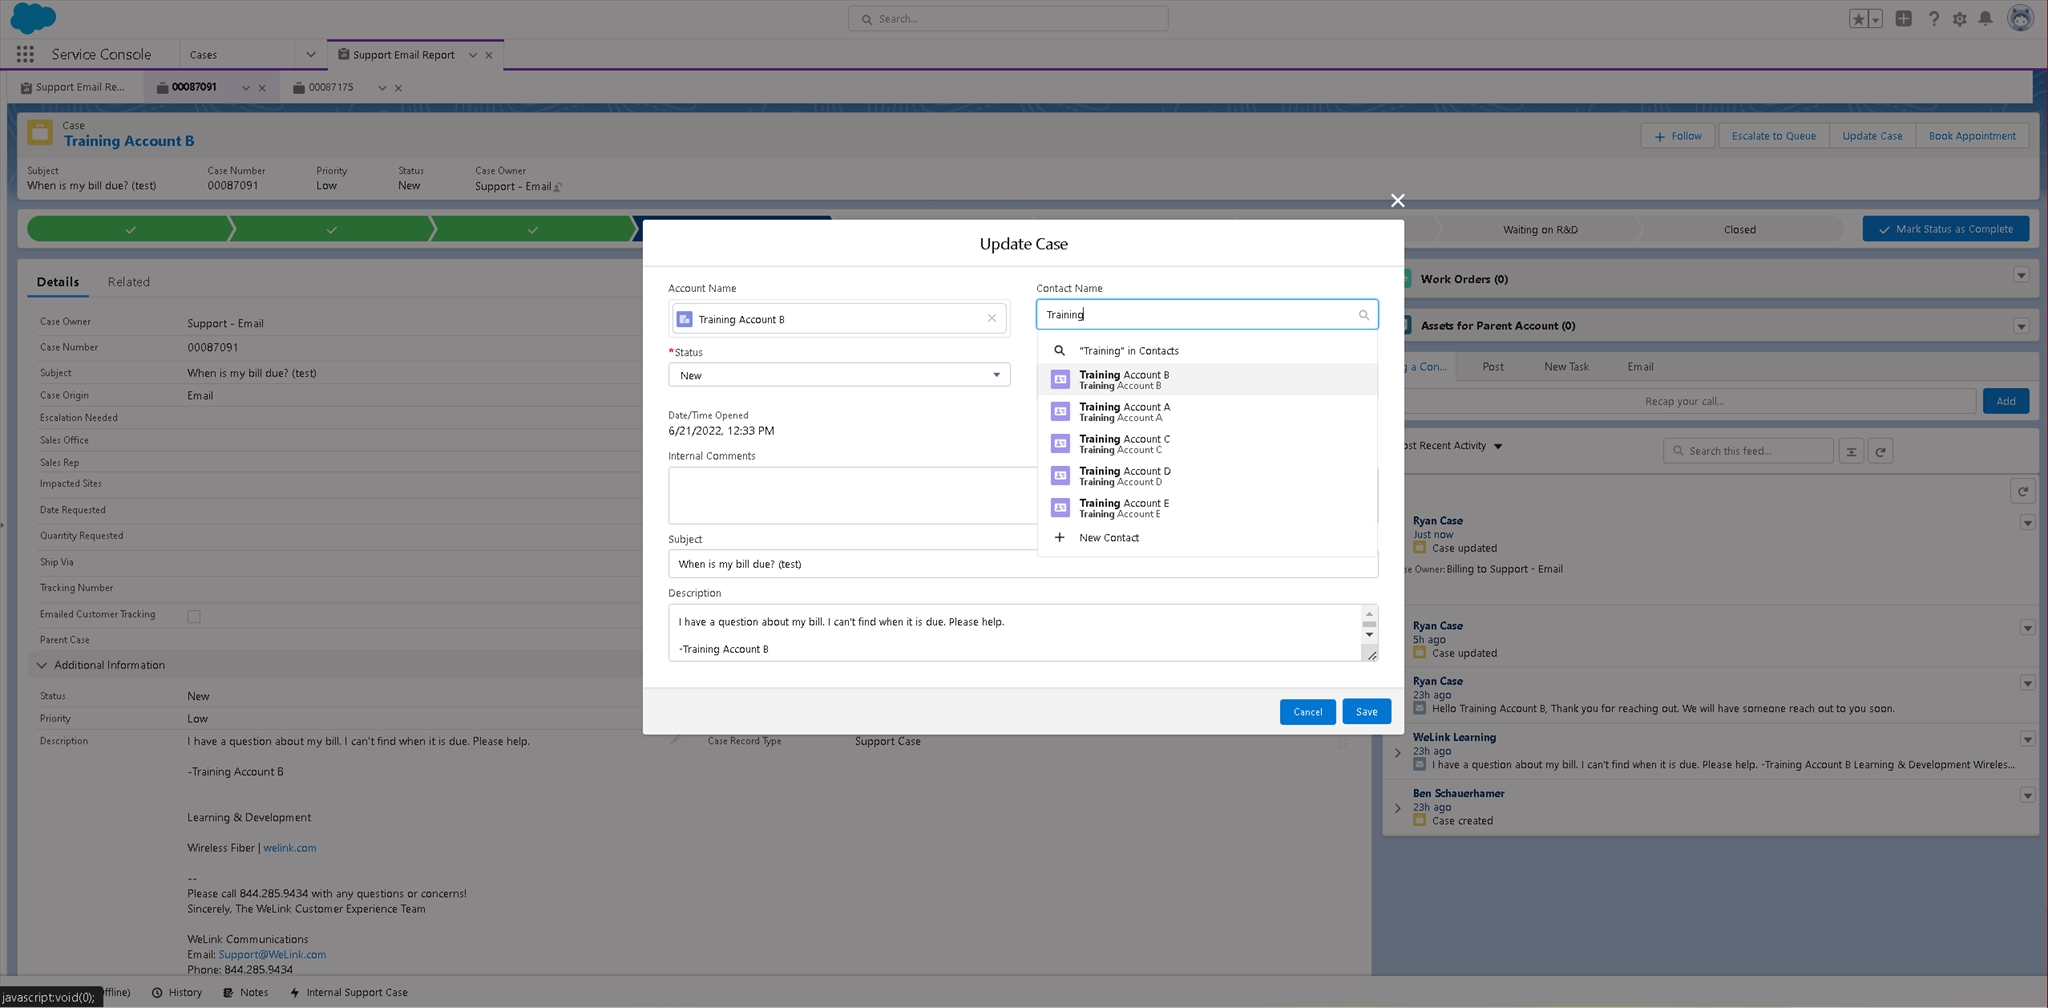 Search...
Service Console
Cases
Support Email Report
Support Email Re...
00087091
00087175
Case
Training Account B
Follow
Escalate to Queue
Update Case
Book Appointment
Subject
Case Number
Priority
Status
Case Owner
When is my bill due? (test)
00087091
Low
New
Support - Email
Waiting on R&D
Closed
Mark Status as Complete
Details
Related
Case Owner
Support - Email
Case Number
00087091
Subject
When is my bill due? (test)
Case Origin
Email
Escalation Needed
Sales Office
Sales Rep
Impacted Sites
Date Requested
Quantity Requested
Ship Via
Tracking Number
Emailed Customer Tracking
Parent Case
Additional Information
Status
New
Priority
Low
Description
I have a question about my bill. I can't find when it is due. Please help.
-Training Account B
Learning & Development
Wireless Fiber | welink.com
--
Please call 844.285.9434 with any questions or concerns!
Sincerely, The WeLink Customer Experience Team
WeLink Communications
Email: Support@WeLink.com
Phone: 844.285.9434
Case Record Type
Support Case
Update Case
Account Name
Training Account B
*Status
New
Date/Time Opened
6/21/2022, 12:33 PM
Internal Comments
Subject
When is my bill due? (test)
Description
I have a question about my bill. I can't find when it is due. Please help.
-Training Account B
Contact Name
Training
"Training" in Contacts
Training Account B
Training Account B
Training Account A
Training Account A
Training Account C
Training Account C
Training Account D
Training Account D
Training Account E
Training Account E
New Contact
Cancel
Save
Work Orders (0)
Assets for Parent Account (0)
g a Con...
Post
New Task
Email
Recap your call...
Add
ost Recent Activity
Search this feed...
Ryan Case
Just now
Case updated
se Owner: Billing to Support - Email
Ryan Case
5h ago
Case updated
Ryan Case
23h ago
Hello Training Account B, Thank you for reaching out. We will have someone reach out to you soon.
WeLink Learning
23h ago
I have a question about my bill. I can't find when it is due. Please help. -Training Account B Learning & Development Wireles...
Ben Schauerhamer
23h ago
Case created
javascript:void(0);
ffline)
History
Notes
Internal Support Case